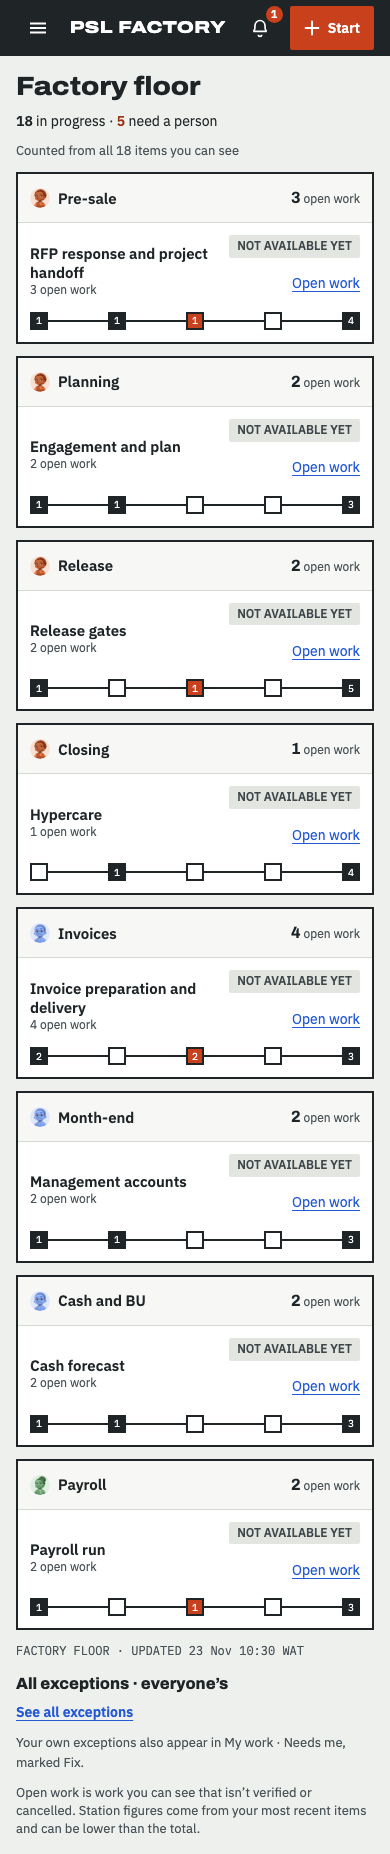 PSL FACTORY
1
Start
Factory floor
18 in progress · 5 need a person
Counted from all 18 items you can see
Pre-sale
3 open work
NOT AVAILABLE YET
RFP response and project
handoff
3 open work
Open work
1 1 1 4
Planning
2 open work
NOT AVAILABLE YET
Engagement and plan
2 open work
Open work
1 1 3
Release
2 open work
NOT AVAILABLE YET
Release gates
2 open work
Open work
1 1 5
Closing
1 open work
NOT AVAILABLE YET
Hypercare
1 open work
Open work
1 4
Invoices
4 open work
NOT AVAILABLE YET
Invoice preparation and
delivery
4 open work
Open work
2 2 3
Month-end
2 open work
NOT AVAILABLE YET
Management accounts
2 open work
Open work
1 1 3
Cash and BU
2 open work
NOT AVAILABLE YET
Cash forecast
2 open work
Open work
1 1 3
Payroll
2 open work
NOT AVAILABLE YET
Payroll run
2 open work
Open work
1 1 3
FACTORY FLOOR · UPDATED 23 Nov 10:30 WAT
All exceptions · everyone’s
See all exceptions
Your own exceptions also appear in My work · Needs me,
marked Fix.
Open work is work you can see that isn’t verified or
cancelled. Station figures come from your most recent items
and can be lower than the total.